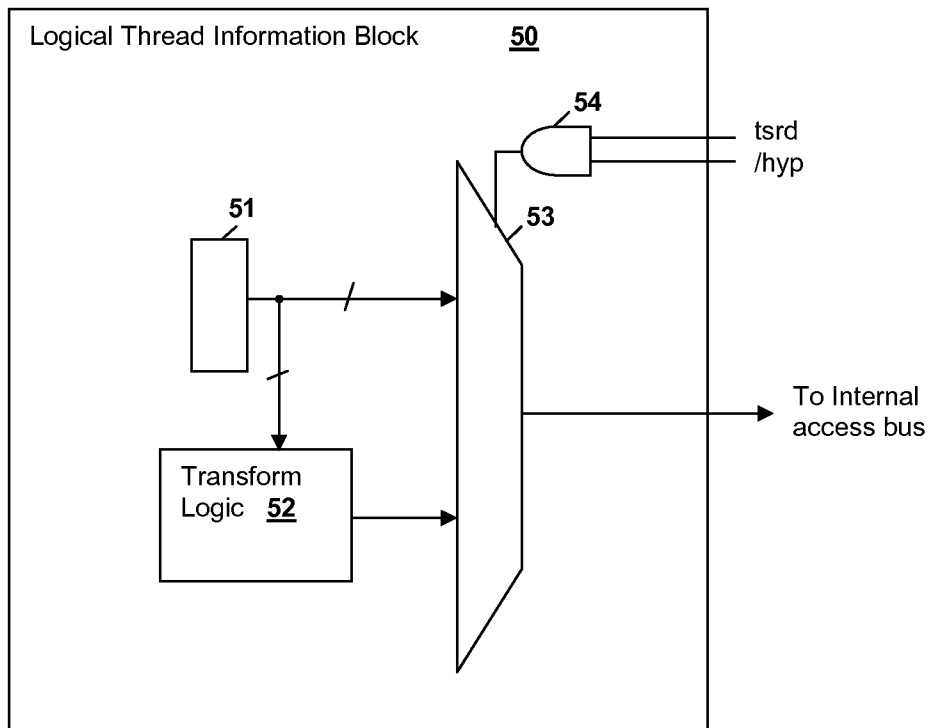 Logical Thread Information Block 50
54
tsrd
/hyp
53
51
To Internal
access bus
Transform
Logic 52